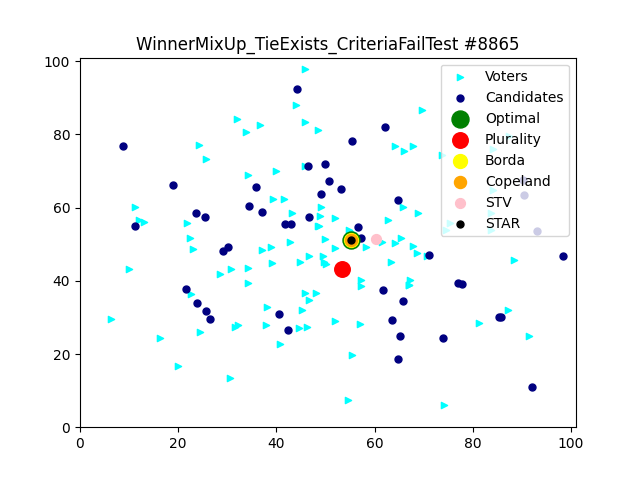 WinnerMixUp_TieExists_CriteriaFailTest #8865
100
80
60
40
20
0
0
20
40
60
80
100
Voters
Candidates
Optimal
Plurality
Borda
Copeland
STV
STAR